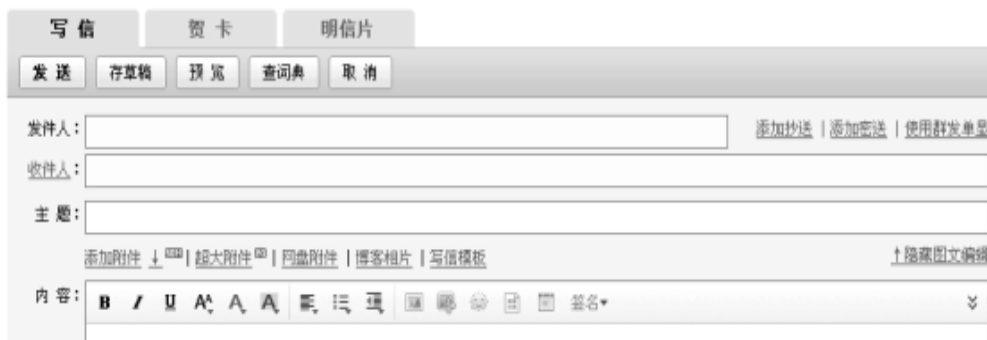 写 信 贺 卡 明信片
发 送 存草稿 预 览 查词典 取 消
发件人： 添加抄送 | 添加密送 | 使用群发单显
收件人：
主 题：
添加附件 ↓ | 超大附件 | 网盘附件 | 博客相片 | 写信模板 ↑隐藏图文编辑
内 容： B I U A A A 签名▾